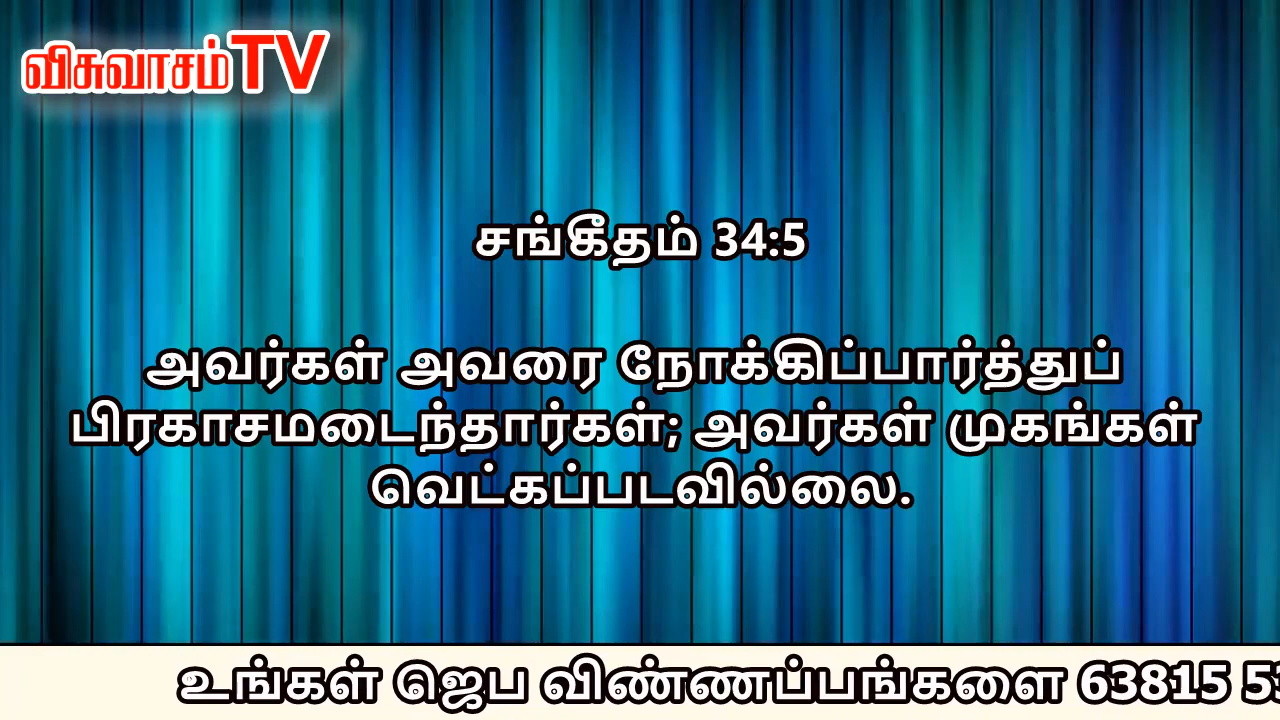 விசுவாசம்TV
சங்கீதம் 34:5
அவர்கள் அவரை நோக்கிப்பார்த்துப்
பிரகாசமடைந்தார்கள்; அவர்கள் முகங்கள்
வெட்கப்படவில்லை.
உங்கள் ஜெப விண்ணப்பங்களை 63815